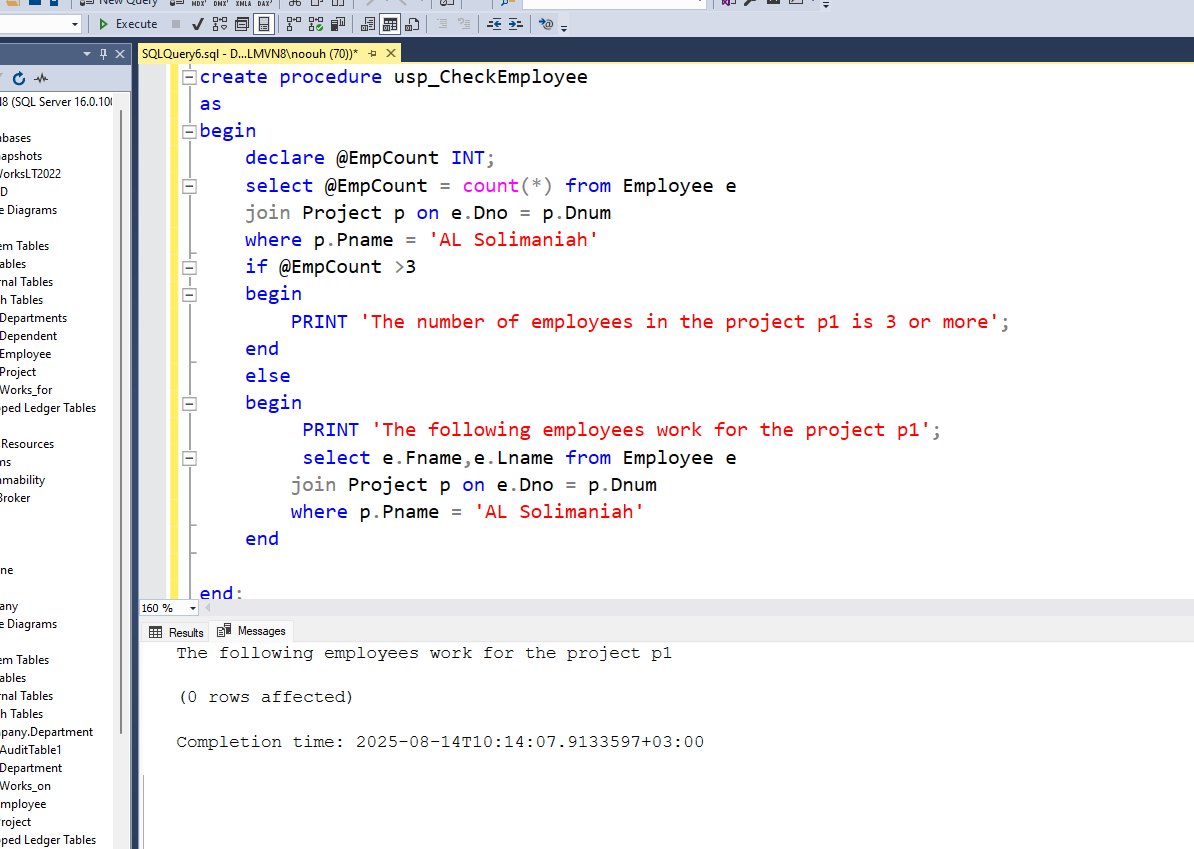 New Query
MDX DMX XMLA DAX
Execute
SQLQuery6.sql - D...LMVN8\noouh (70))*
(SQL Server 16.0.10
apshots
D
e Diagrams
em Tables
ables
h Tables
Departments
Dependent
Employee
Project
Works_for
ped Ledger Tables
Resources
ms
Broker
ne
any
e Diagrams
em Tables
ables
rnal Tables
h Tables
pany.Department
AuditTable1
Department
Works_on
mployee
roject
ped Ledger Tables
create procedure usp_CheckEmployee
as
begin
declare @EmpCount INT;
select @EmpCount = count(*) from Employee e
join Project p on e.Dno = p.Dnum
where p.Pname = 'AL Solimaniah'
if @EmpCount >3
begin
PRINT 'The number of employees in the project p1 is 3 or more';
end
else
begin
PRINT 'The following employees work for the project p1';
select e.Fname,e.Lname from Employee e
join Project p on e.Dno = p.Dnum
where p.Pname = 'AL Solimaniah'
end
end;
160 %
Results Messages
The following employees work for the project p1
(0 rows affected)
Completion time: 2025-08-14T10:14:07.9133597+03:00